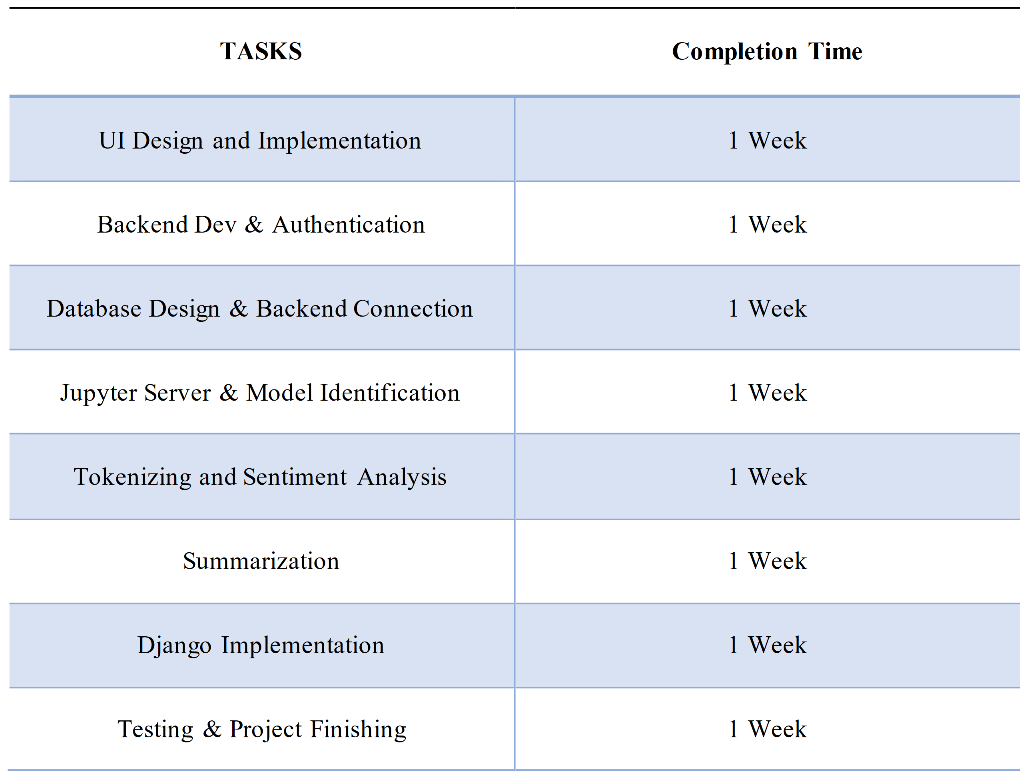 TASKS Completion Time
UI Design and Implementation 1 Week
Backend Dev & Authentication 1 Week
Database Design & Backend Connection 1 Week
Jupyter Server & Model Identification 1 Week
Tokenizing and Sentiment Analysis 1 Week
Summarization 1 Week
Django Implementation 1 Week
Testing & Project Finishing 1 Week